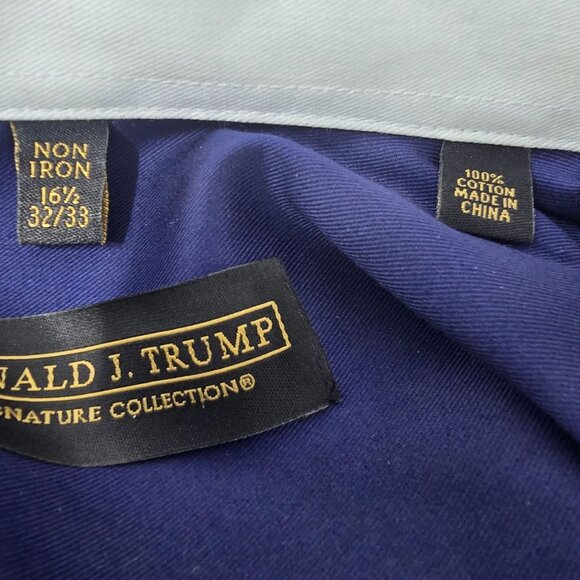 NON
IRON
16½
32/33
100%
COTTON
MADE IN
CHINA
NALD J. TRUMP
GNATURE COLLECTION®